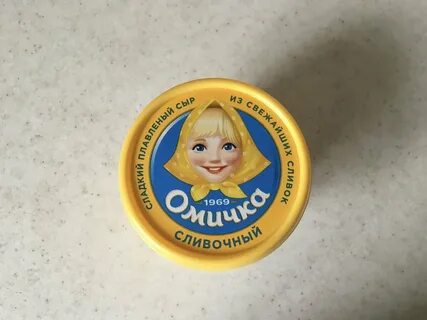 СЛАДКИЙ ПЛАВЛЕНЫЙ СЫР
ИЗ СВЕЖАЙШИХ СЛИВОК
1969
Омичка
СЛИВОЧНЫЙ